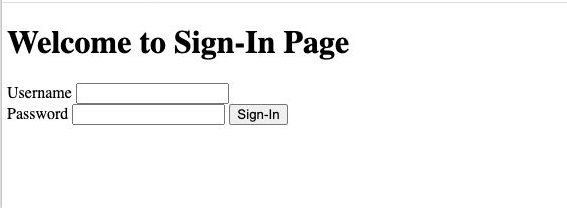 Welcome to Sign-In Page
Username
Password Sign-In